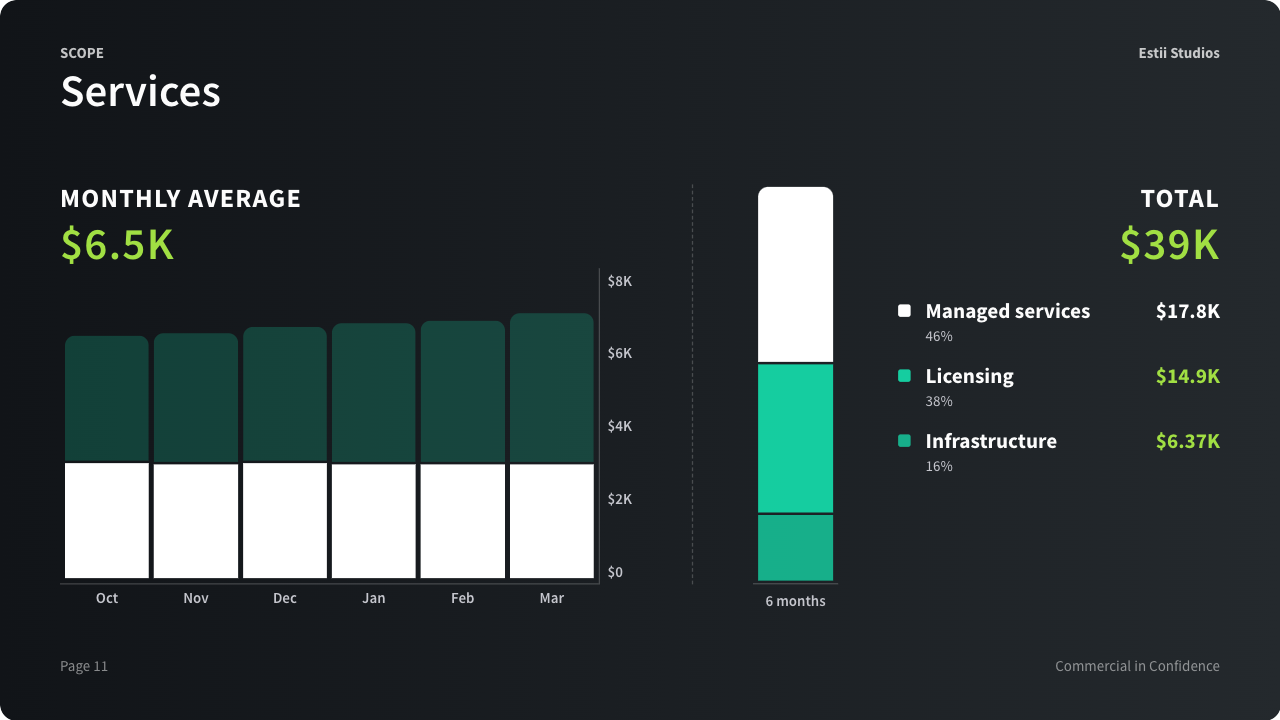 SCOPE
Estii Studios
Services
MONTHLY AVERAGE
$6.5K
$8K
$6K
$4K
$2K
$0
Oct Nov Dec Jan Feb Mar
6 months
TOTAL
$39K
Managed services $17.8K
46%
Licensing $14.9K
38%
Infrastructure $6.37K
16%
Page 11
Commercial in Confidence